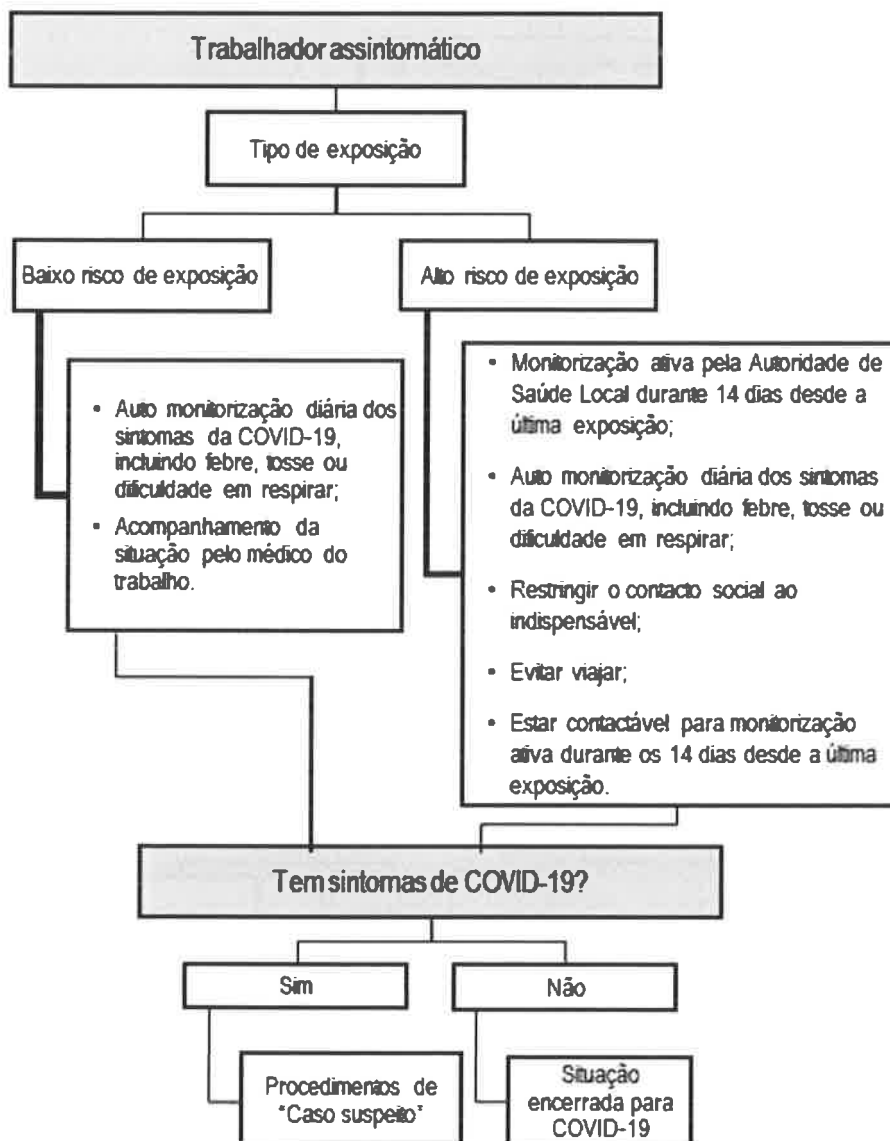 Trabalhador assintomático
Tipo de exposição
Baixo risco de exposição
Alto risco de exposição
• Auto monitorização diária dos
sintomas da COVID-19,
incluindo febre, tosse ou
dificuldade em respirar;
• Acompanhamento da
situação pelo médico do
trabalho.
• Monitorização ativa pela Autoridade de
Saúde Local durante 14 dias desde a
última exposição;
• Auto monitorização diária dos sintomas
da COVID-19, incluindo febre, tosse ou
dificuldade em respirar;
• Restringir o contacto social ao
indispensável;
• Evitar viajar;
• Estar contactável para monitorização
ativa durante os 14 dias desde a última
exposição.
Tem sintomas de COVID-19?
Sim
Não
Procedimentos de
"Caso suspeito"
Situação
encerrada para
COVID-19